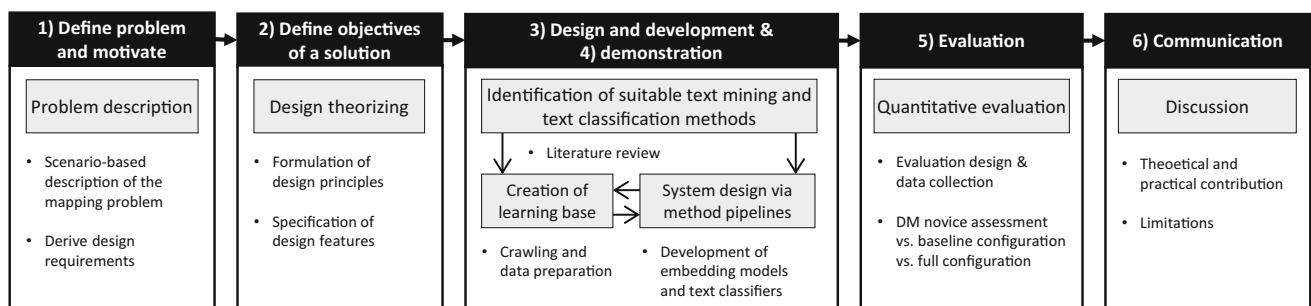 1) Define problem
and motivate
Problem description
• Scenario-based
description of the
mapping problem
• Derive design
requirements
2) Define objectives
of a solution
Design theorizing
• Formulation of
design principles
• Specification of
design features
3) Design and development &
4) demonstration
Identification of suitable text mining and
text classification methods
• Literature review
Creation of
learning base
System design via
method pipelines
• Crawling and
data preparation
• Development of
embedding models
and text classifiers
5) Evaluation
Quantitative evaluation
• Evaluation design &
data collection
• DM novice assessment
vs. baseline configuration
vs. full configuration
6) Communication
Discussion
• Theoetical and
practical contribution
• Limitations